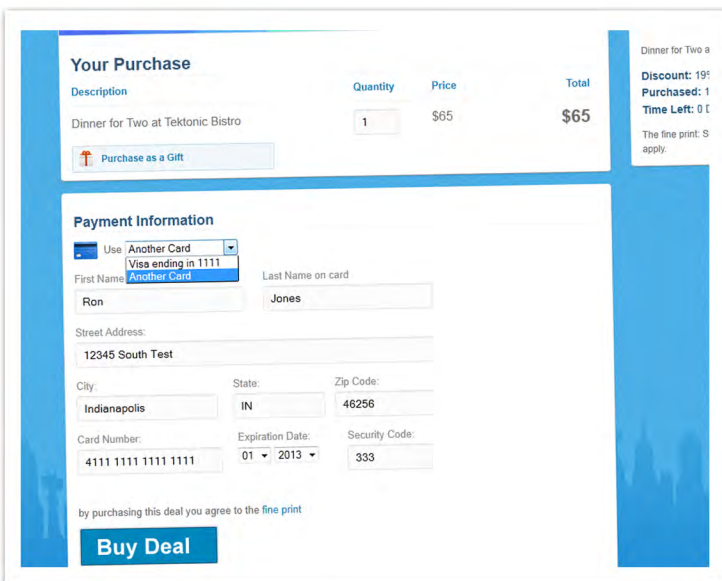 Your Purchase
Description Quantity Price Total
Dinner for Two at Tektonic Bistro 1 $65 $65
Purchase as a Gift
Dinner for Two a
Discount: 19
Purchased: 1
Time Left: 0
The fine print: S
apply.
Payment Information
Use Another Card
Visa ending in 1111
Another Card
First Name Last Name on card
Ron Jones
Street Address:
12345 South Test
City: State: Zip Code:
Indianapolis IN 46256
Card Number: Expiration Date: Security Code:
4111 1111 1111 1111 01 2013 333
by purchasing this deal you agree to the fine print
Buy Deal